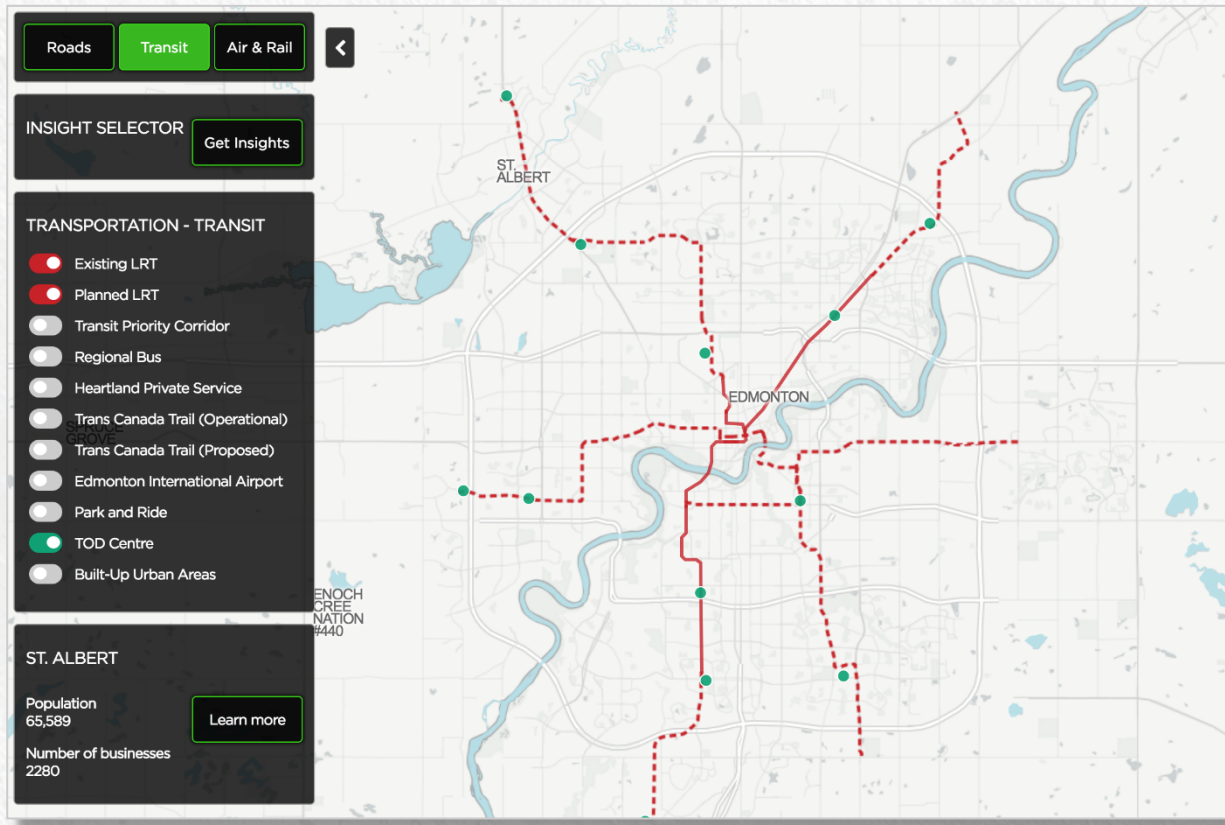 Roads
Transit
Air & Rail
INSIGHT SELECTOR
Get Insights
TRANSPORTATION - TRANSIT
Existing LRT
Planned LRT
Transit Priority Corridor
Regional Bus
Heartland Private Service
Trans Canada Trail (Operational)
Trans Canada Trail (Proposed)
Edmonton International Airport
Park and Ride
TOD Centre
Built-Up Urban Areas
ST. ALBERT
Population
65,589
Number of businesses
2280
Learn more
ST.
ALBERT
EDMONTON
SPRUCE
GROVE
ENOCH
CREE
NATION
#440